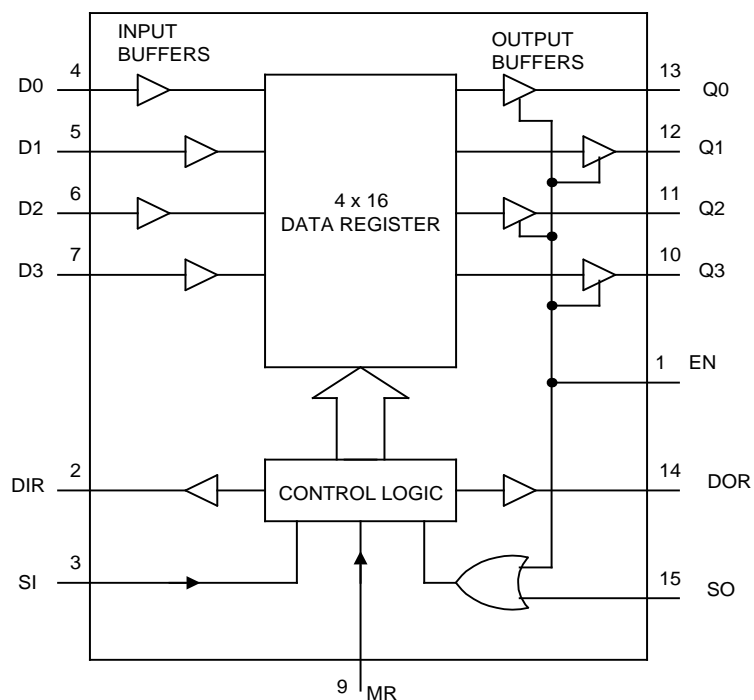 INPUT
BUFFERS
OUTPUT
BUFFERS
D0 4
13 Q0
D1 5
12 Q1
D2 6
11 Q2
D3 7
10 Q3
4 x 16
DATA REGISTER
1 EN
DIR 2
CONTROL LOGIC
14 DOR
SI 3
15 SO
9 MR